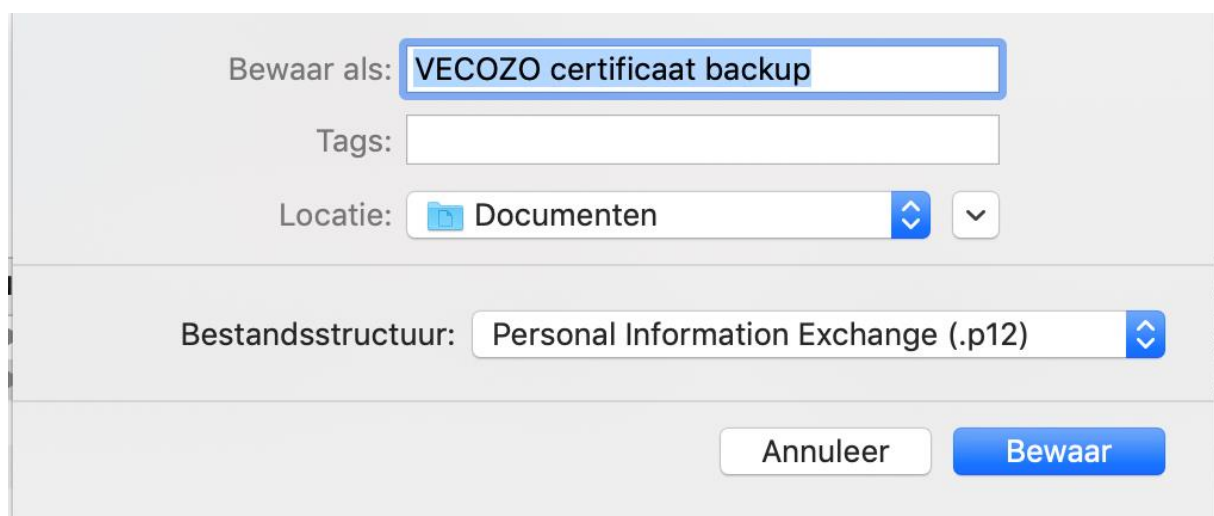 Bewaar als: VECOZO certificaat backup
Tags:
Locatie: Documenten
Bestandsstructuur: Personal Information Exchange (.p12)
Annuleer Bewaar